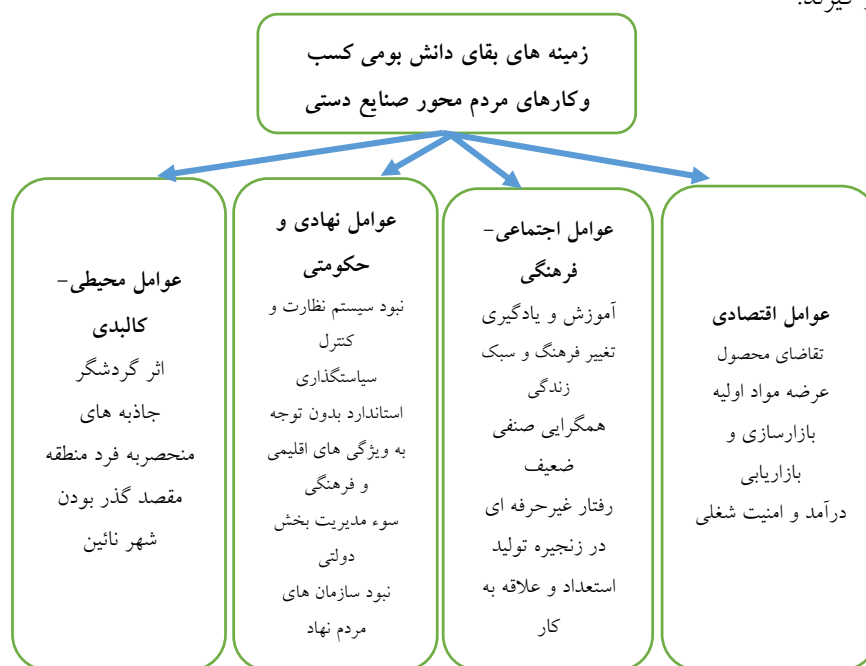 گیرند.
زمینه های بقای دانش بومی کسب
وکارهای مردم محور صنایع دستی
عوامل اقتصادی
تقاضای محصول
عرضه مواد اولیه
بازارسازی و
بازاریابی
درآمد و امنیت شغلی
عوامل اجتماعی-
فرهنگی
آموزش و یادگیری
تغییر فرهنگ و سبک
زندگی
همگرایی صنفی
ضعیف
رفتار غیرحرفه ای
در زنجیره تولید
استعداد و علاقه به
کار
عوامل نهادی و
حکومتی
نبود سیستم نظارت و
کنترل
سیاستگذاری
استاندارد بدون توجه
به ویژگی های اقلیمی
و فرهنگی
سوء مدیریت بخش
دولتی
نبود سازمان های
مردم نهاد
عوامل محیطی-
کالبدی
اثر گردشگر
جاذبه های
منحصربه فرد منطقه
مقصد گذر بودن
شهر نائین